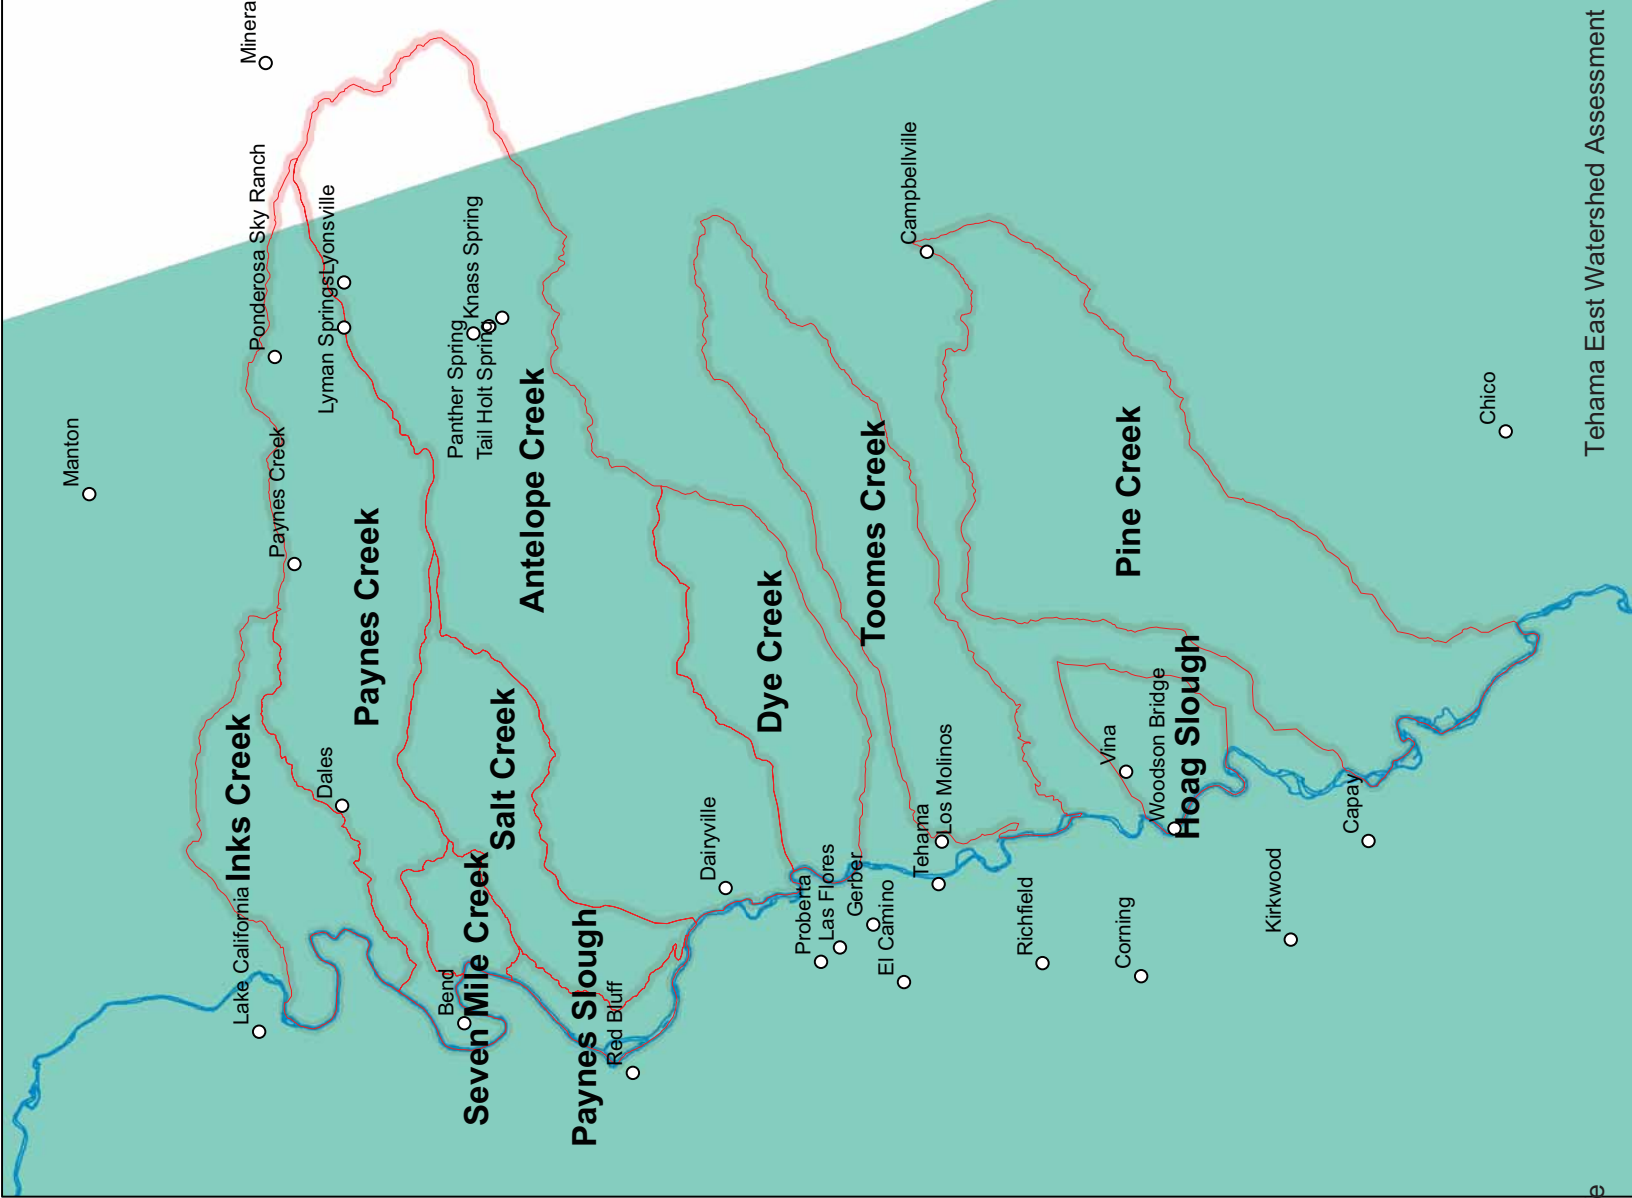 Minera
Manton
Ponderosa Sky Ranch
Lyonsville
Lyman Springs
Paynes Creek
Panther Spring
Knass Spring
Tail Holt Spring
Campbellville
Chico
Paynes Creek
Antelope Creek
Toomes Creek
Pine Creek
Dye Creek
Inks Creek
Salt Creek
Hoag Slough
Seven Mile Creek
Paynes Slough
Dales
Lake California
Bend
Red Bluff
Dairyville
Proberta
Las Flores
Gerber
El Camino
Tehama
Los Molinos
Vina
Woodson Bridge
Capay
Richfield
Corning
Kirkwood
Tehama East Watershed Assessment
e